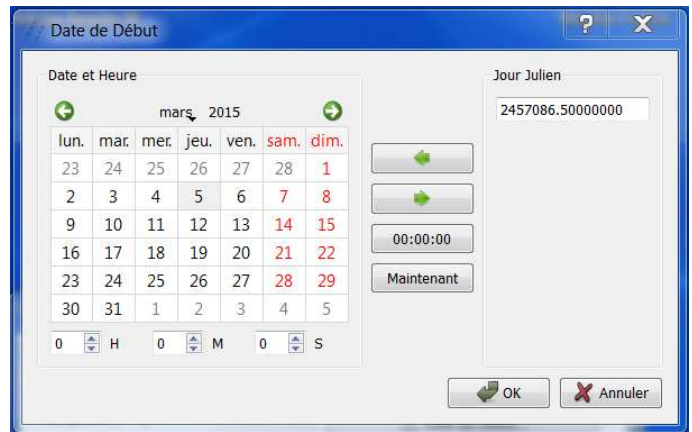 Date de Début
Date et Heure
Jour Julien
mars 2015
2457086.50000000
lun. mar. mer. jeu. ven. sam. dim.
23 24 25 26 27 28 1
2 3 4 5 6 7 8
9 10 11 12 13 14 15
16 17 18 19 20 21 22
23 24 25 26 27 28 29
30 31 1 2 3 4 5
00:00:00
Maintenant
0 H 0 M 0 S
OK
Annuler